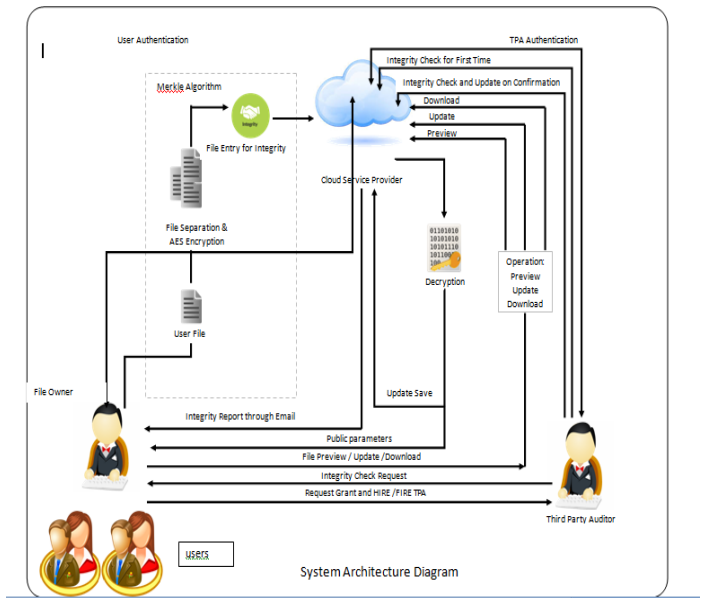 User Authentication
TPA Authentication
Integrity Check for First Time
Merkle Algorithm
Integrity Check and Update on Confirmation
Download
Update
Preview
Integrity
File Entry for Integrity
Cloud Service Provider
File Separation &
AES Encryption
01101010
10101010
10101110
101100
100
Decryption
Operation:
Preview
Update
Download
User File
File Owner
Update Save
Integrity Report through Email
Public parameters
File Preview / Update /Download
Integrity Check Request
Request Grant and HIRE /FIRE TPA
Third Party Auditor
users
System Architecture Diagram